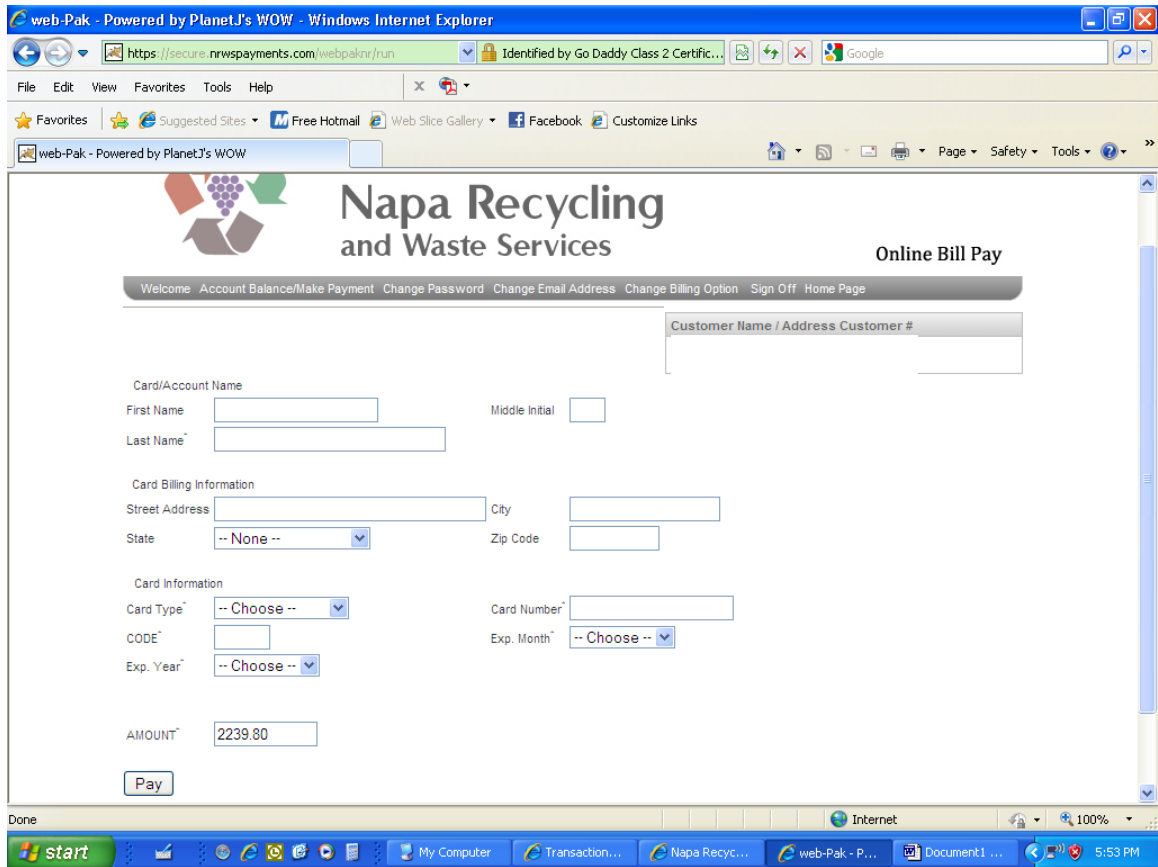 web-Pak - Powered by PlanetJ's WOW - Windows Internet Explorer
https://secure.nrwspayments.com/webpaknr/run Identified by Go Daddy Class 2 Certific... Google
File Edit View Favorites Tools Help x
Favorites Suggested Sites Free Hotmail Web Slice Gallery Facebook Customize Links
web-Pak - Powered by PlanetJ's WOW Page Safety Tools »
Napa Recycling
and Waste Services
Online Bill Pay
Welcome Account Balance/Make Payment Change Password Change Email Address Change Billing Option Sign Off Home Page
Customer Name / Address Customer #
Card/Account Name
First Name Middle Initial
Last Name*
Card Billing Information
Street Address City
State -- None -- Zip Code
Card Information
Card Type* -- Choose -- Card Number*
CODE* Exp. Month* -- Choose --
Exp. Year* -- Choose --
AMOUNT* 2239.80
Pay
Done Internet 100%
start My Computer Transaction... Napa Recyc... web-Pak - P... Document1 ... 5:53 PM